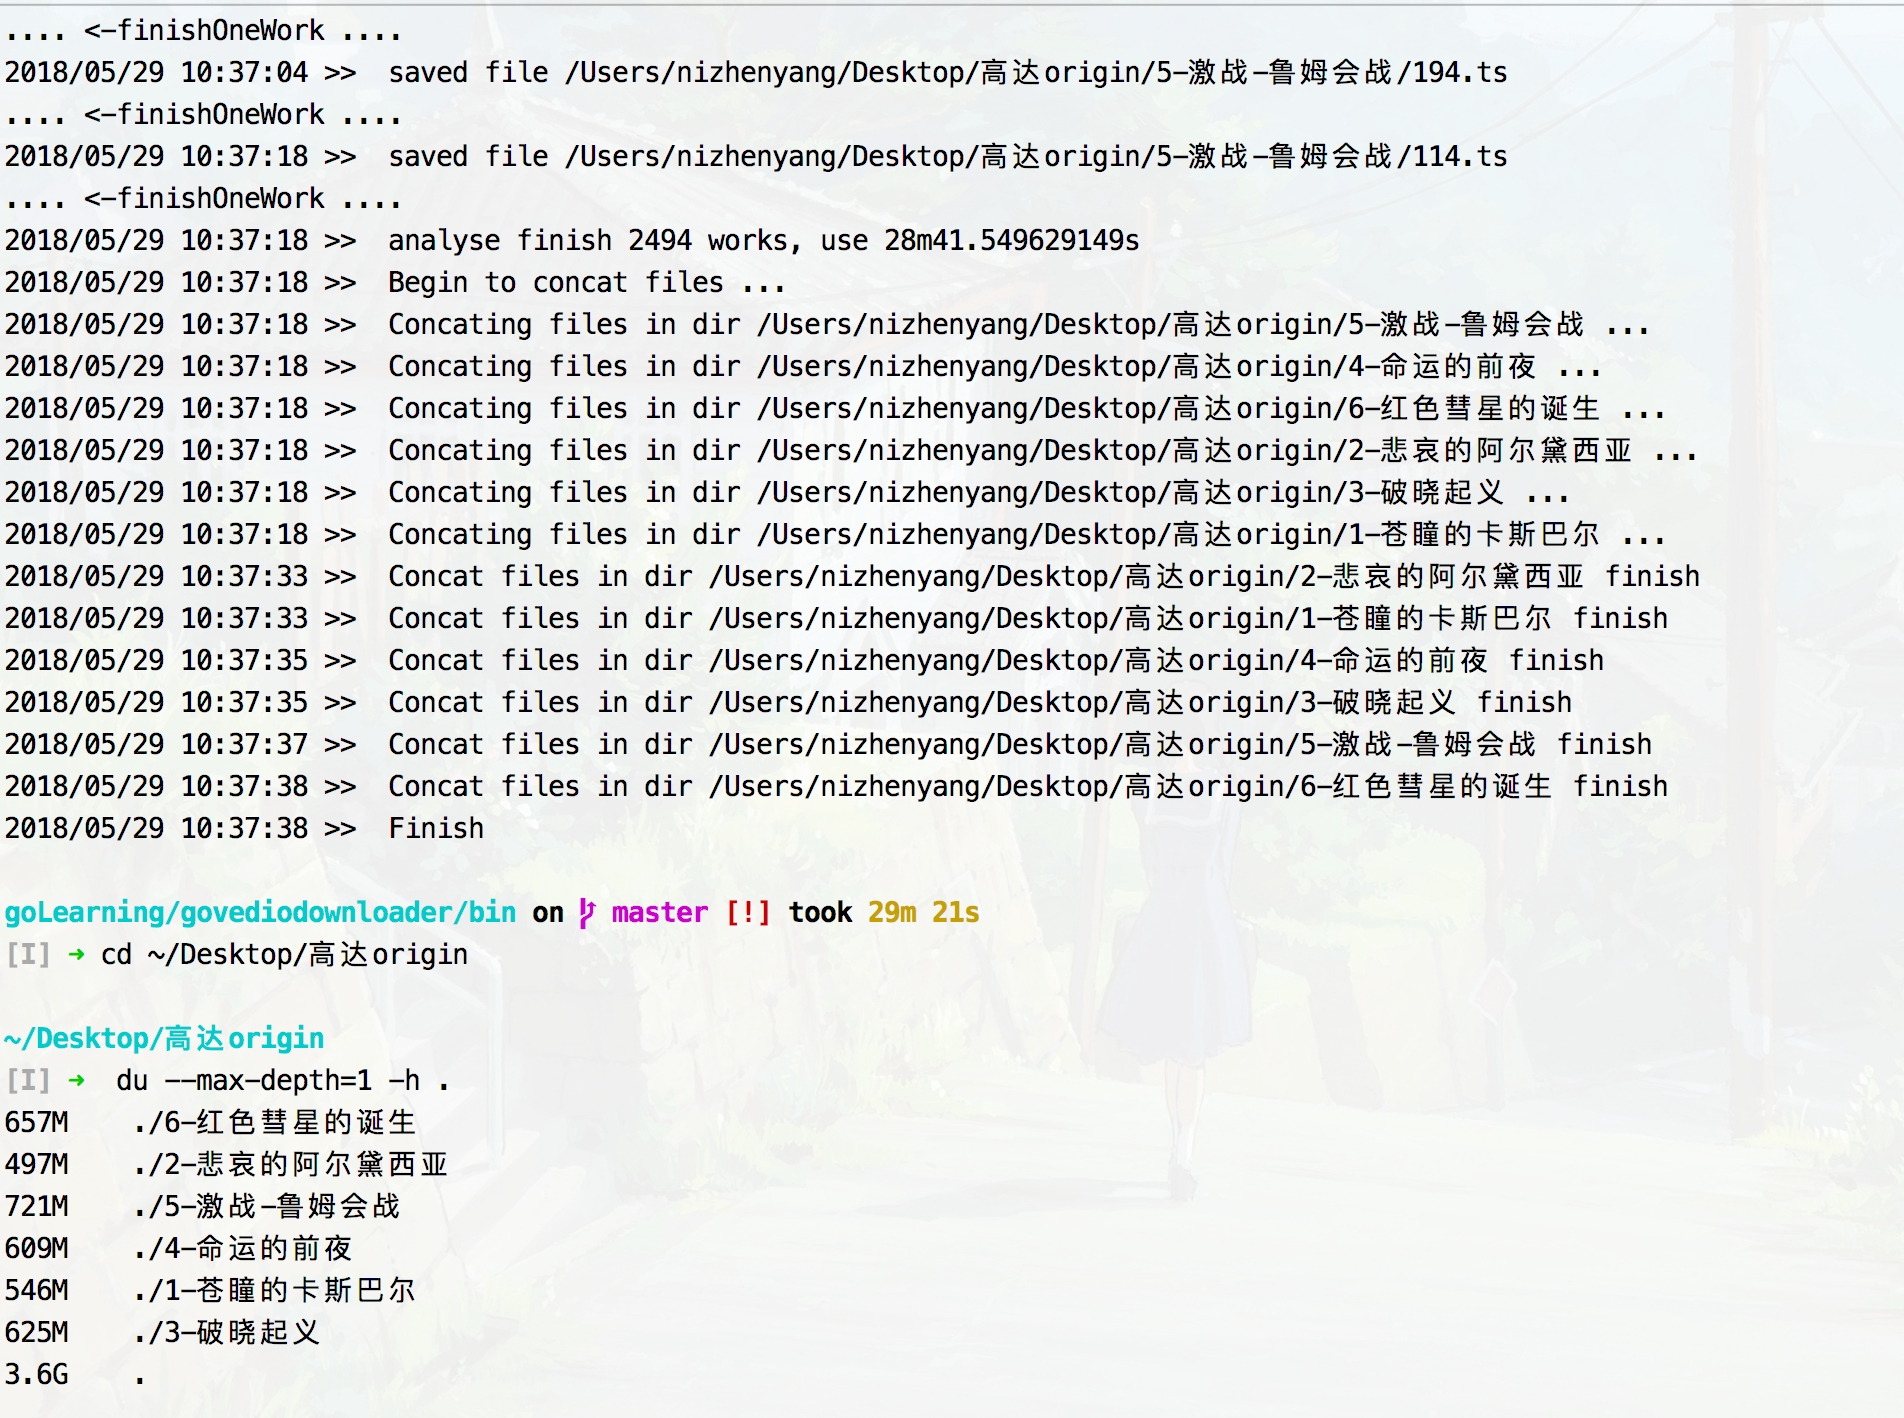 .... <-finishOneWork ....
2018/05/29 10:37:04 >>  saved file /Users/nizhenyang/Desktop/高达origin/5-激战-鲁姆会战/194.ts
.... <-finishOneWork ....
2018/05/29 10:37:18 >>  saved file /Users/nizhenyang/Desktop/高达origin/5-激战-鲁姆会战/114.ts
.... <-finishOneWork ....
2018/05/29 10:37:18 >>  analyse finish 2494 works, use 28m41.549629149s
2018/05/29 10:37:18 >>  Begin to concat files ...
2018/05/29 10:37:18 >>  Concating files in dir /Users/nizhenyang/Desktop/高达origin/5-激战-鲁姆会战 ...
2018/05/29 10:37:18 >>  Concating files in dir /Users/nizhenyang/Desktop/高达origin/4-命运的前夜 ...
2018/05/29 10:37:18 >>  Concating files in dir /Users/nizhenyang/Desktop/高达origin/6-红色彗星的诞生 ...
2018/05/29 10:37:18 >>  Concating files in dir /Users/nizhenyang/Desktop/高达origin/2-悲哀的阿尔黛西亚 ...
2018/05/29 10:37:18 >>  Concating files in dir /Users/nizhenyang/Desktop/高达origin/3-破晓起义 ...
2018/05/29 10:37:18 >>  Concating files in dir /Users/nizhenyang/Desktop/高达origin/1-苍瞳的卡斯巴尔 ...
2018/05/29 10:37:33 >>  Concat files in dir /Users/nizhenyang/Desktop/高达origin/2-悲哀的阿尔黛西亚 finish
2018/05/29 10:37:33 >>  Concat files in dir /Users/nizhenyang/Desktop/高达origin/1-苍瞳的卡斯巴尔 finish
2018/05/29 10:37:35 >>  Concat files in dir /Users/nizhenyang/Desktop/高达origin/4-命运的前夜 finish
2018/05/29 10:37:35 >>  Concat files in dir /Users/nizhenyang/Desktop/高达origin/3-破晓起义 finish
2018/05/29 10:37:37 >>  Concat files in dir /Users/nizhenyang/Desktop/高达origin/5-激战-鲁姆会战 finish
2018/05/29 10:37:38 >>  Concat files in dir /Users/nizhenyang/Desktop/高达origin/6-红色彗星的诞生 finish
2018/05/29 10:37:38 >>  Finish
goLearning/govediodownloader/bin on master [!] took 29m 21s
[I] ➜ cd ~/Desktop/高达origin
~/Desktop/高达origin
[I] ➜  du --max-depth=1 -h .
657M    ./6-红色彗星的诞生
497M    ./2-悲哀的阿尔黛西亚
721M    ./5-激战-鲁姆会战
609M    ./4-命运的前夜
546M    ./1-苍瞳的卡斯巴尔
625M    ./3-破晓起义
3.6G    .